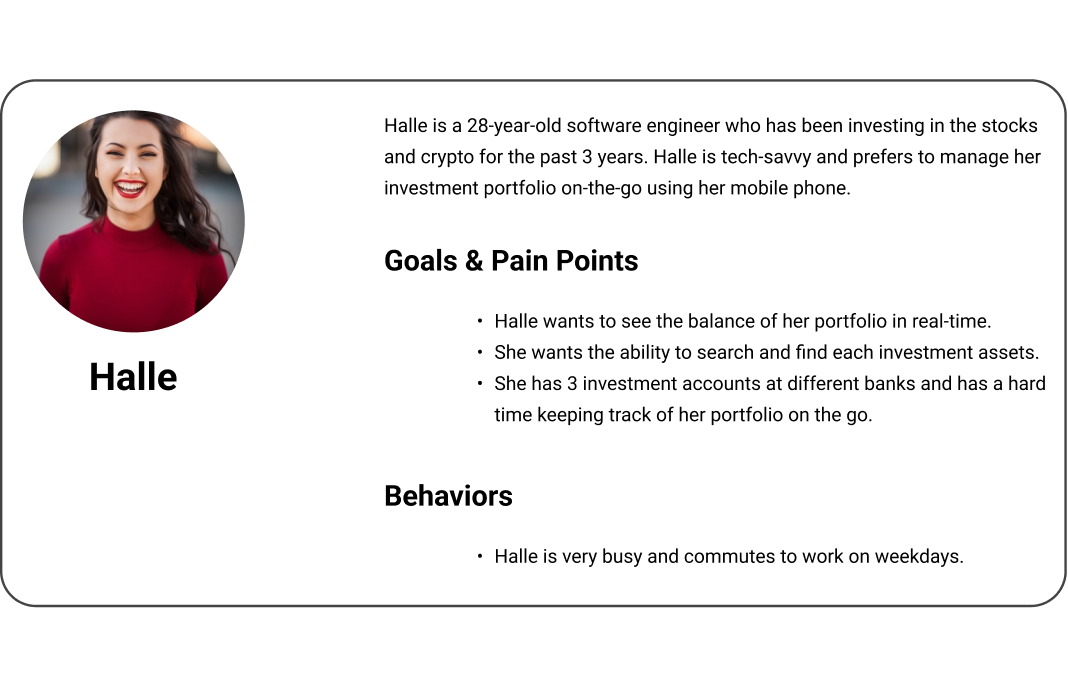 Halle is a 28-year-old software engineer who has been investing in the stocks
and crypto for the past 3 years. Halle is tech-savvy and prefers to manage her
investment portfolio on-the-go using her mobile phone.
Goals & Pain Points
• Halle wants to see the balance of her portfolio in real-time.
• She wants the ability to search and find each investment assets.
• She has 3 investment accounts at different banks and has a hard
time keeping track of her portfolio on the go.
Halle
Behaviors
• Halle is very busy and commutes to work on weekdays.